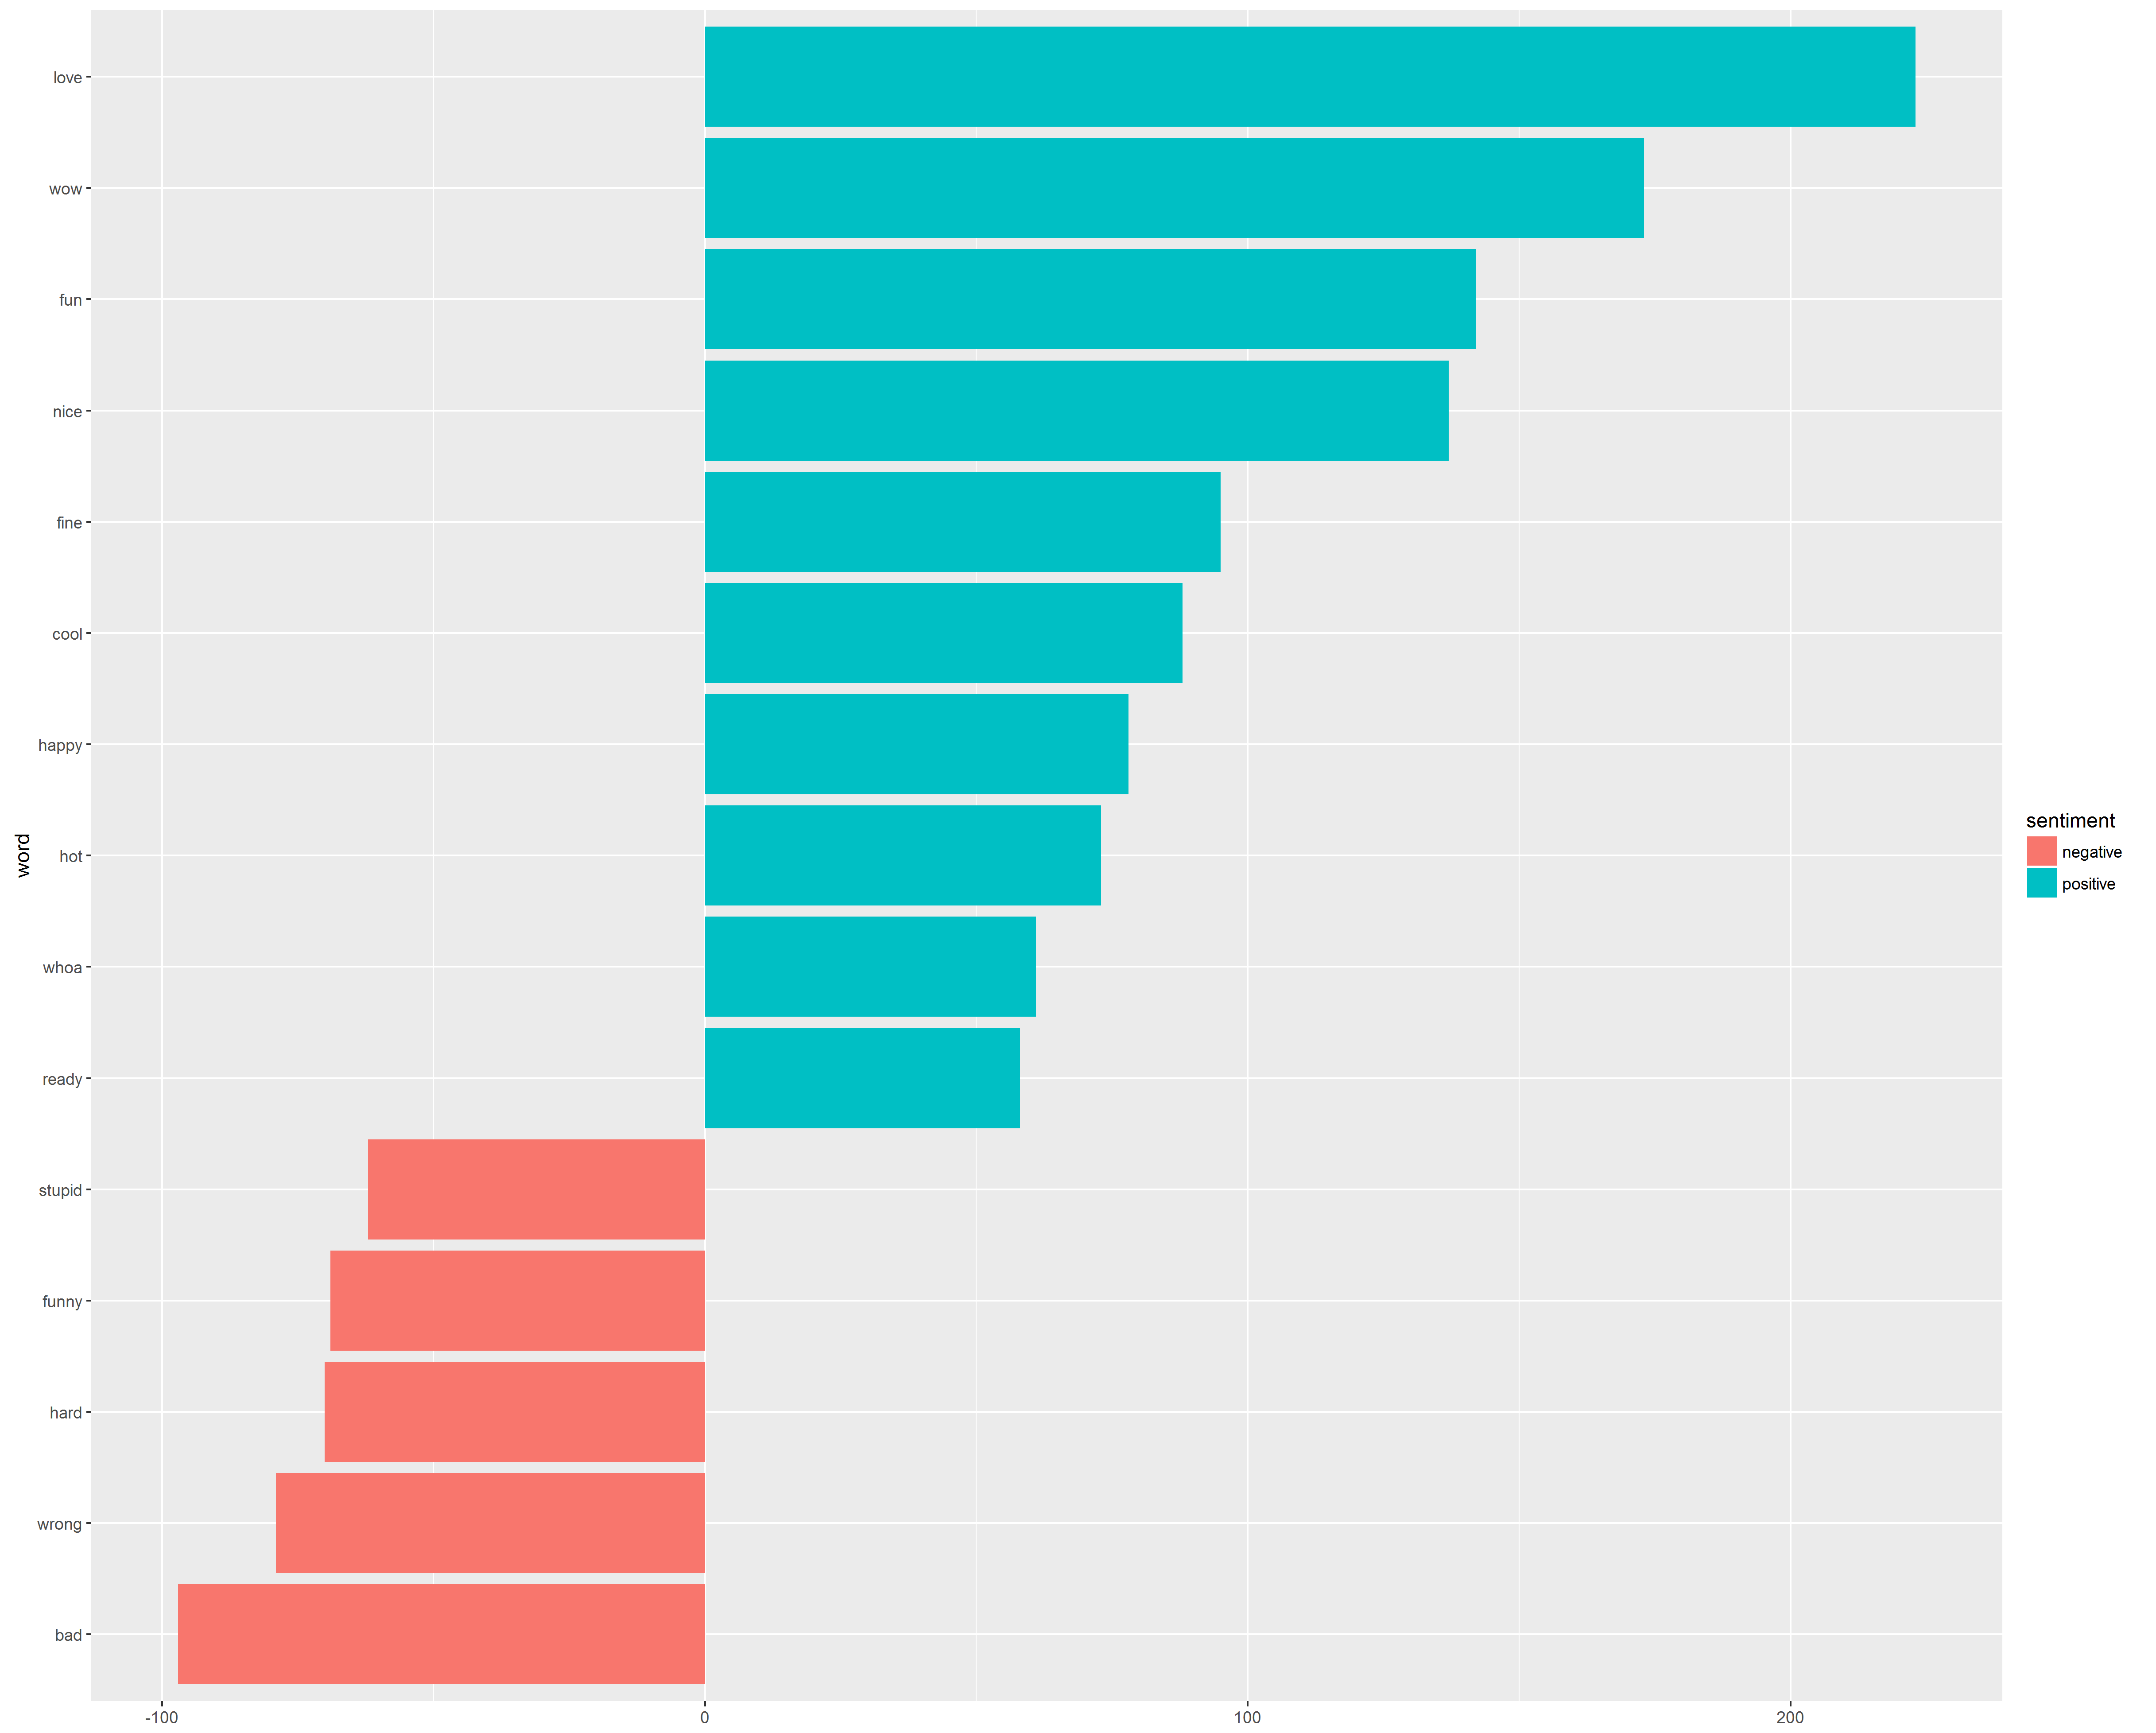 love
wow
fun
nice
fine
cool
happy
hot
whoa
ready
stupid
funny
hard
wrong
bad
word
-100 0 100 200
sentiment
negative
positive